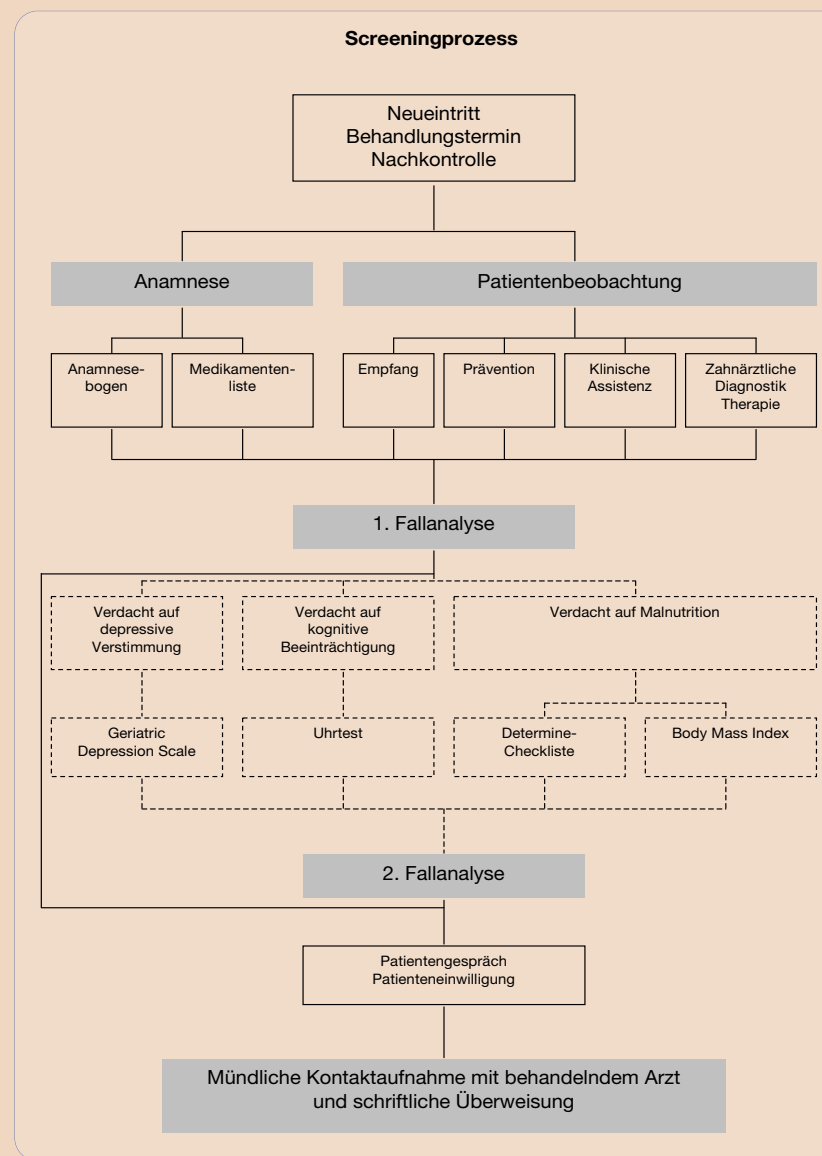 Screeningprozess
Neueintritt
Behandlungstermin
Nachkontrolle
Anamnese
Patientenbeobachtung
Anamnese-
bogen
Medikamenten-
liste
Empfang
Prävention
Klinische
Assistenz
Zahnärztliche
Diagnostik
Therapie
1. Fallanalyse
Verdacht auf
depressive
Verstimmung
Verdacht auf
kognitive
Beeinträchtigung
Verdacht auf Malnutrition
Geriatric
Depression Scale
Uhrtest
Determine-
Checkliste
Body Mass Index
2. Fallanalyse
Patientengespräch
Patienteneinwilligung
Mündliche Kontaktaufnahme mit behandelndem Arzt
und schriftliche Überweisung